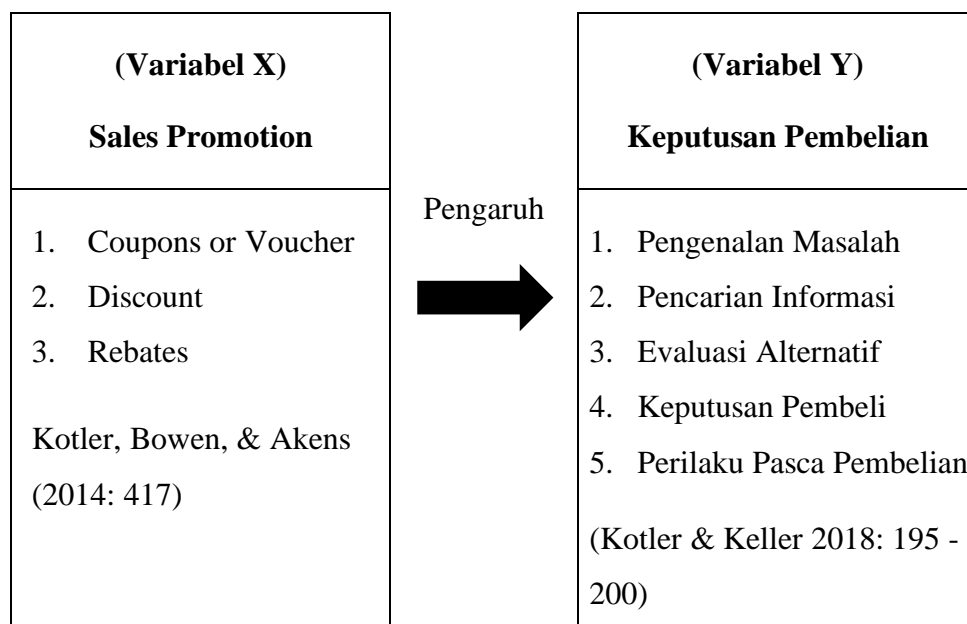 (Variabel X)
Sales Promotion
1. Coupons or Voucher
2. Discount
3. Rebates
Kotler, Bowen, & Akens
(2014: 417)
Pengaruh
(Variabel Y)
Keputusan Pembelian
1. Pengenalan Masalah
2. Pencarian Informasi
3. Evaluasi Alternatif
4. Keputusan Pembeli
5. Perilaku Pasca Pembelian
(Kotler & Keller 2018: 195 -
200)